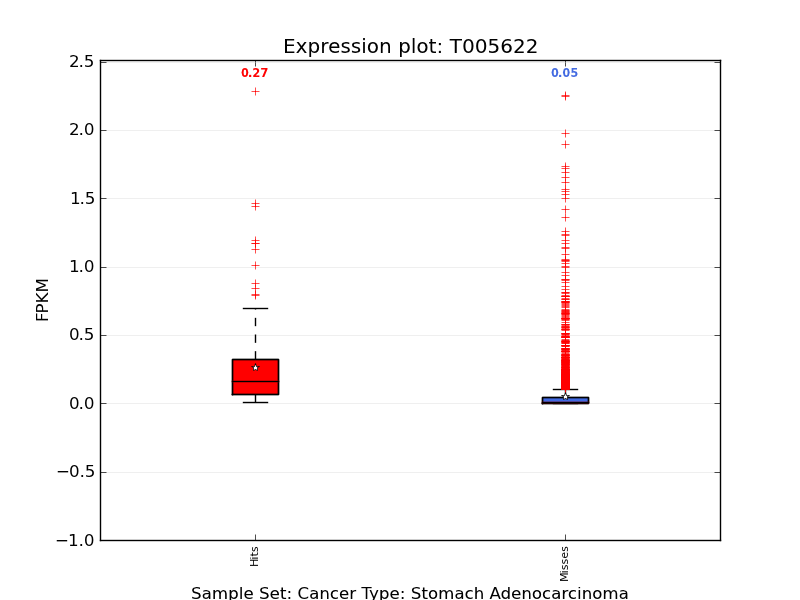 Expression plot: T005622
0.27
0.05
2.5
2.0
1.5
1.0
0.5
0.0
−0.5
−1.0
FPKM
Hits
Misses
Sample Set: Cancer Type: Stomach Adenocarcinoma